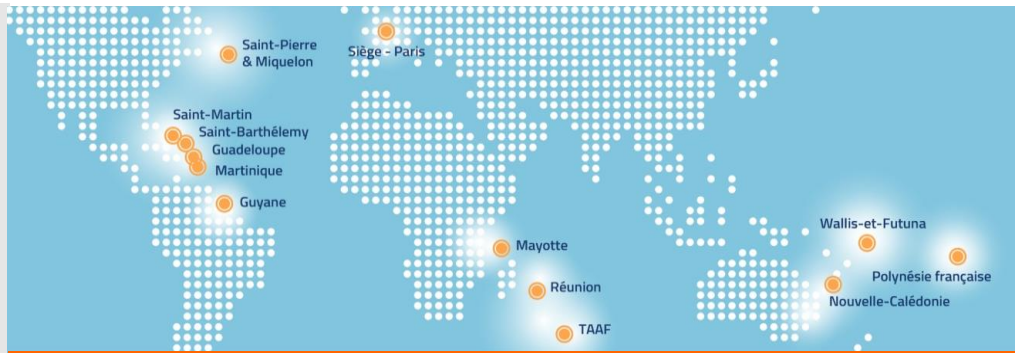 Saint-Pierre
& Miquelon
Siège - Paris
Saint-Martin
Saint-Barthélemy
Guadeloupe
Martinique
Guyane
Mayotte
Réunion
TAAF
Wallis-et-Futuna
Polynésie française
Nouvelle-Calédonie